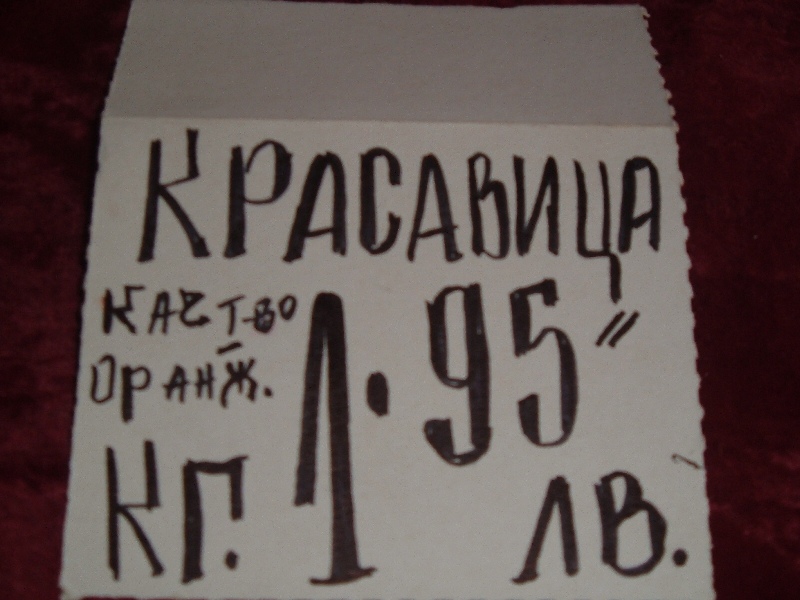 КРАСАВИЦА
КАЧ. I-ВО
ОРАНЖ.
1.95"
КГ. ЛВ.